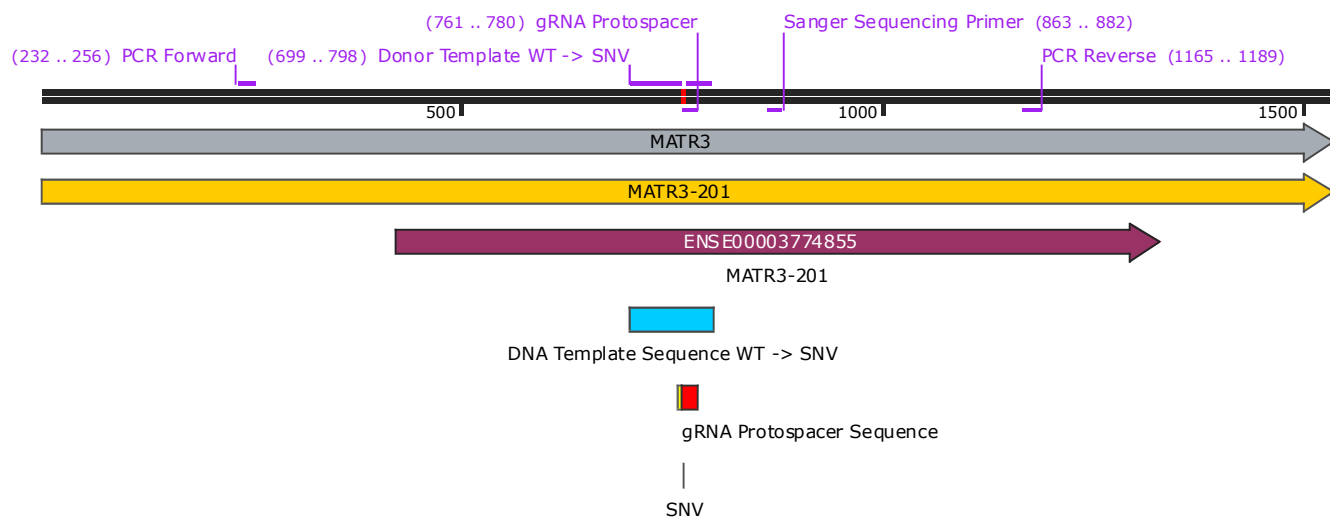 (761 .. 780) gRNA Protospacer
Sanger Sequencing Primer (863 .. 882)
(232 .. 256) PCR Forward
(699 .. 798) Donor Template WT -> SNV
PCR Reverse (1165 .. 1189)
500
1000
1500
MATR3
MATR3-201
ENSE00003774855
MATR3-201
DNA Template Sequence WT -> SNV
gRNA Protospacer Sequence
SNV